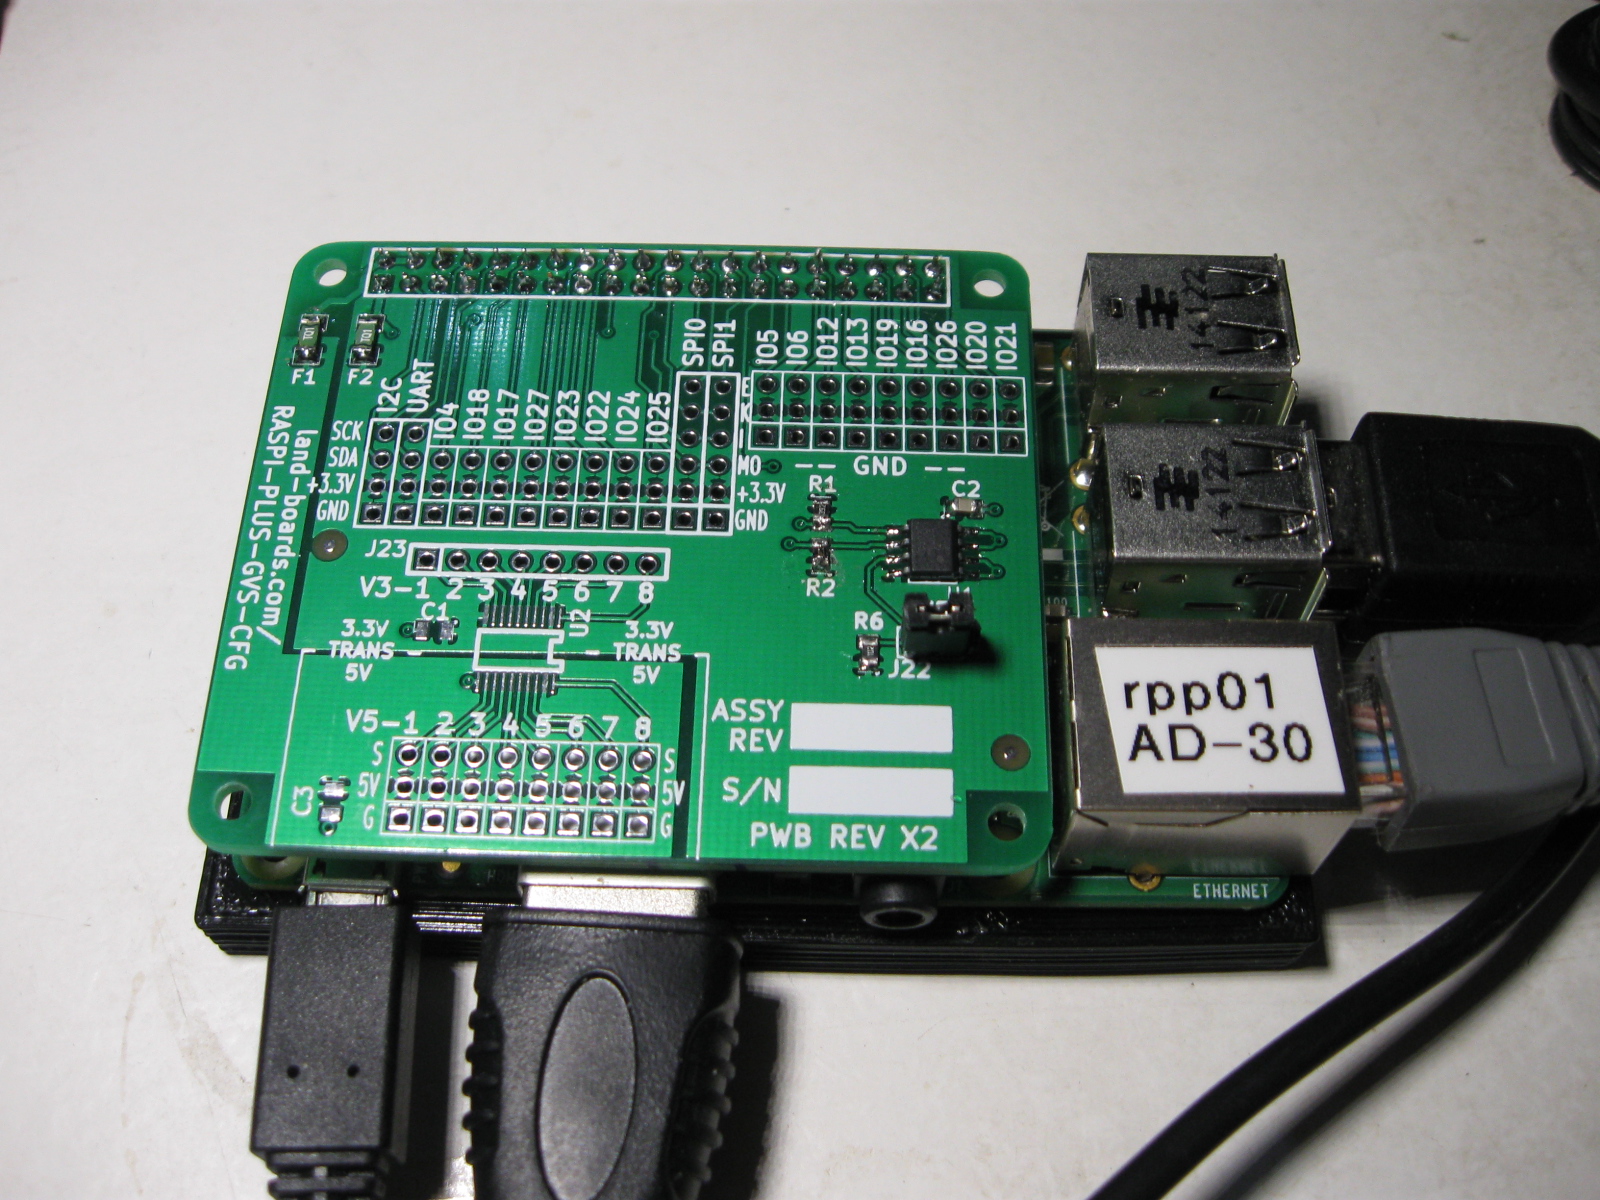 F1
F2
land-boards.com/
RASPI-PLUS-GVS-CFG
I2C
UART
IO4
IO18
IO17
IO27
IO23
IO22
IO24
IO25
SPI0
SPI1
IO5
IO6
IO12
IO13
IO19
IO16
IO26
IO20
IO21
SCK
SDA
+3.3V
GND
MO
+3.3V
GND
-- GND --
R1
C2
R2
J23
V3-1 2 3 4 5 6 7 8
C1
U2
3.3V
TRANS
5V
3.3V
TRANS
5V
R6
J22
V5-1 2 3 4 5 6 7 8
S
5V
G
S
5V
G
C3
ASSY
REV
S/N
PWB REV X2
1422
1422
rpp01
AD-30
ETHERNET